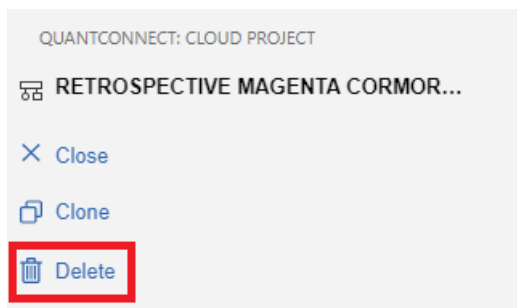 QUANTCONNECT: CLOUD PROJECT
RETROSPECTIVE MAGENTA CORMOR...
Close
Clone
Delete